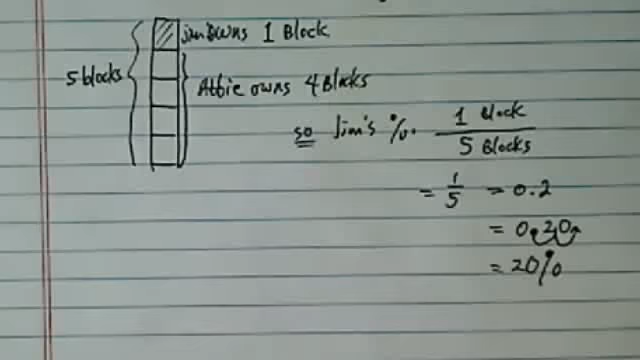 Jim owns 1 Block
5 blocks
Abbie owns 4 Blocks
so Jim's % 1 Block
5 Blocks
= 1/5 = 0.2
= 0.20
= 20%